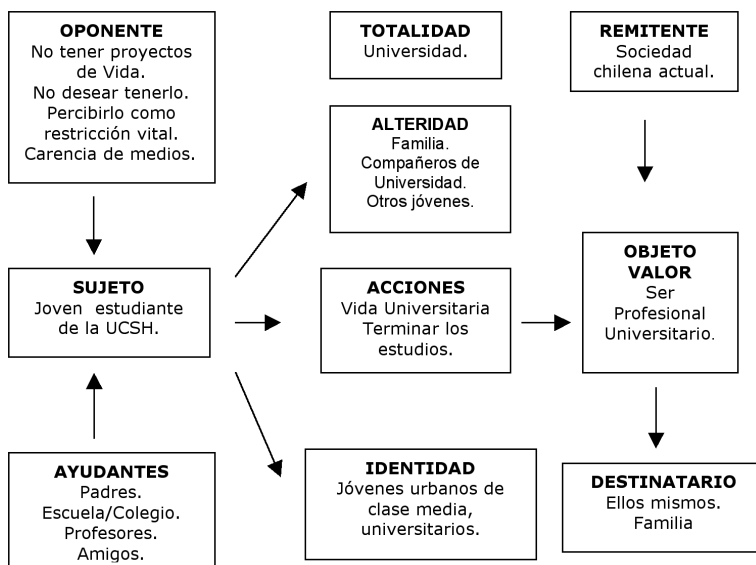 OPONENTE
No tener proyectos
de Vida.
No desear tenerlo.
Percibirlo como
restricción vital.
Carencia de medios.
TOTALIDAD
Universidad.
REMITENTE
Sociedad
chilena actual.
ALTERIDAD
Familia.
Compañeros de
Universidad.
Otros jóvenes.
SUJETO
Joven estudiante
de la UCSH.
ACCIONES
Vida Universitaria
Terminar los
estudios.
OBJETO
VALOR
Ser
Profesional
Universitario.
AYUDANTES
Padres.
Escuela/Colegio.
Profesores.
Amigos.
IDENTIDAD
Jóvenes urbanos de
clase media,
universitarios.
DESTINATARIO
Ellos mismos.
Familia